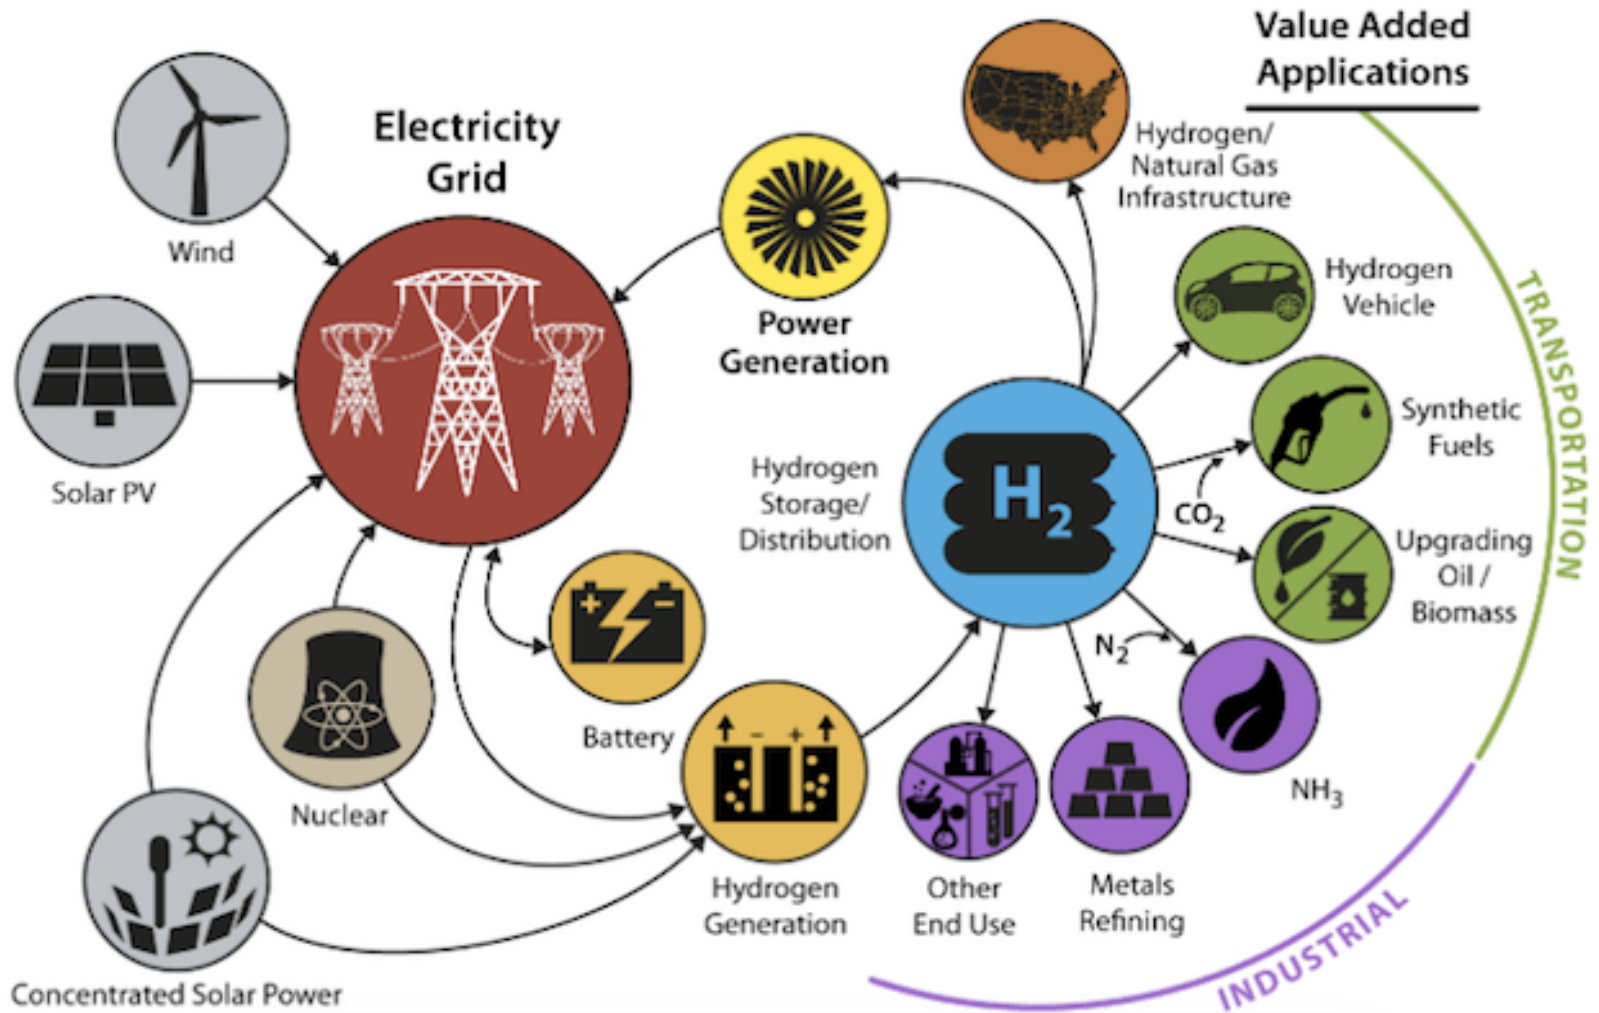 Value Added
Applications
Electricity
Grid
Wind
Solar PV
Nuclear
Concentrated Solar Power
Battery
+
−
Power
Generation
Hydrogen
Generation
−
+
Hydrogen
Storage/
Distribution
H2
Hydrogen/
Natural Gas
Infrastructure
Hydrogen
Vehicle
Synthetic
Fuels
CO2
Upgrading
Oil /
Biomass
N2
NH3
Metals
Refining
Other
End Use
TRANSPORTATION
INDUSTRIAL